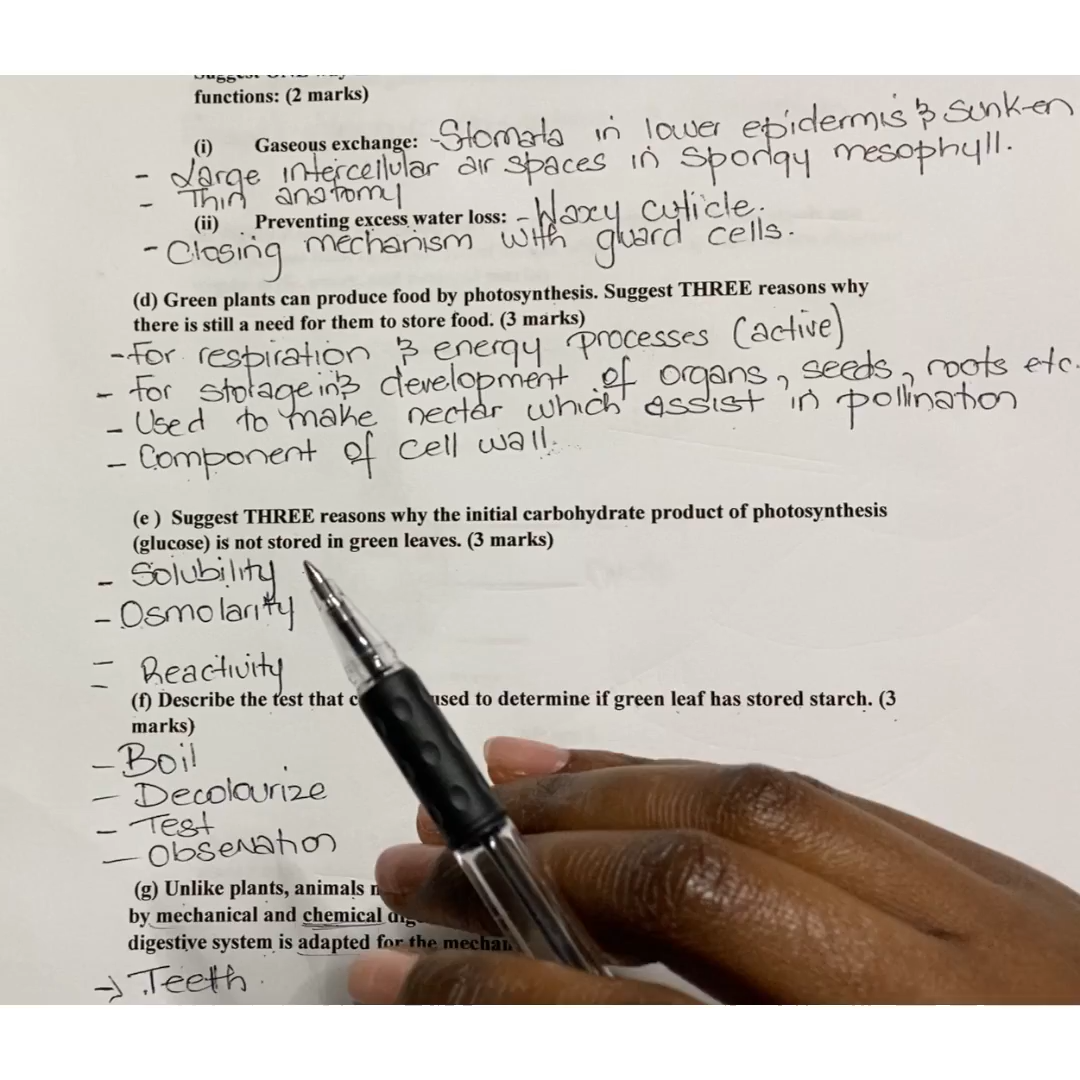 functions: (2 marks)
(i) Gaseous exchange: - Stomata in lower epidermis & sunken
- Large intercellular air spaces in spongy mesophyll.
- Thin anatomy
(ii) Preventing excess water loss: - Waxy cuticle.
- Closing mechanism with guard cells.
(d) Green plants can produce food by photosynthesis. Suggest THREE reasons why
there is still a need for them to store food. (3 marks)
- For respiration & energy processes (active)
- For storage in & development of organs, seeds, roots etc.
- Used to make nectar which assist in pollination
- Component of cell wall.
(e ) Suggest THREE reasons why the initial carbohydrate product of photosynthesis
(glucose) is not stored in green leaves. (3 marks)
- Solubility
- Osmolarity
- Reactivity
(f) Describe the test that used to determine if green leaf has stored starch. (3
marks)
- Boil
- Decolourize
- Test
- Observation
(g) Unlike plants, animals
by mechanical and chemical
digestive system is adapted for the
→ Teeth.